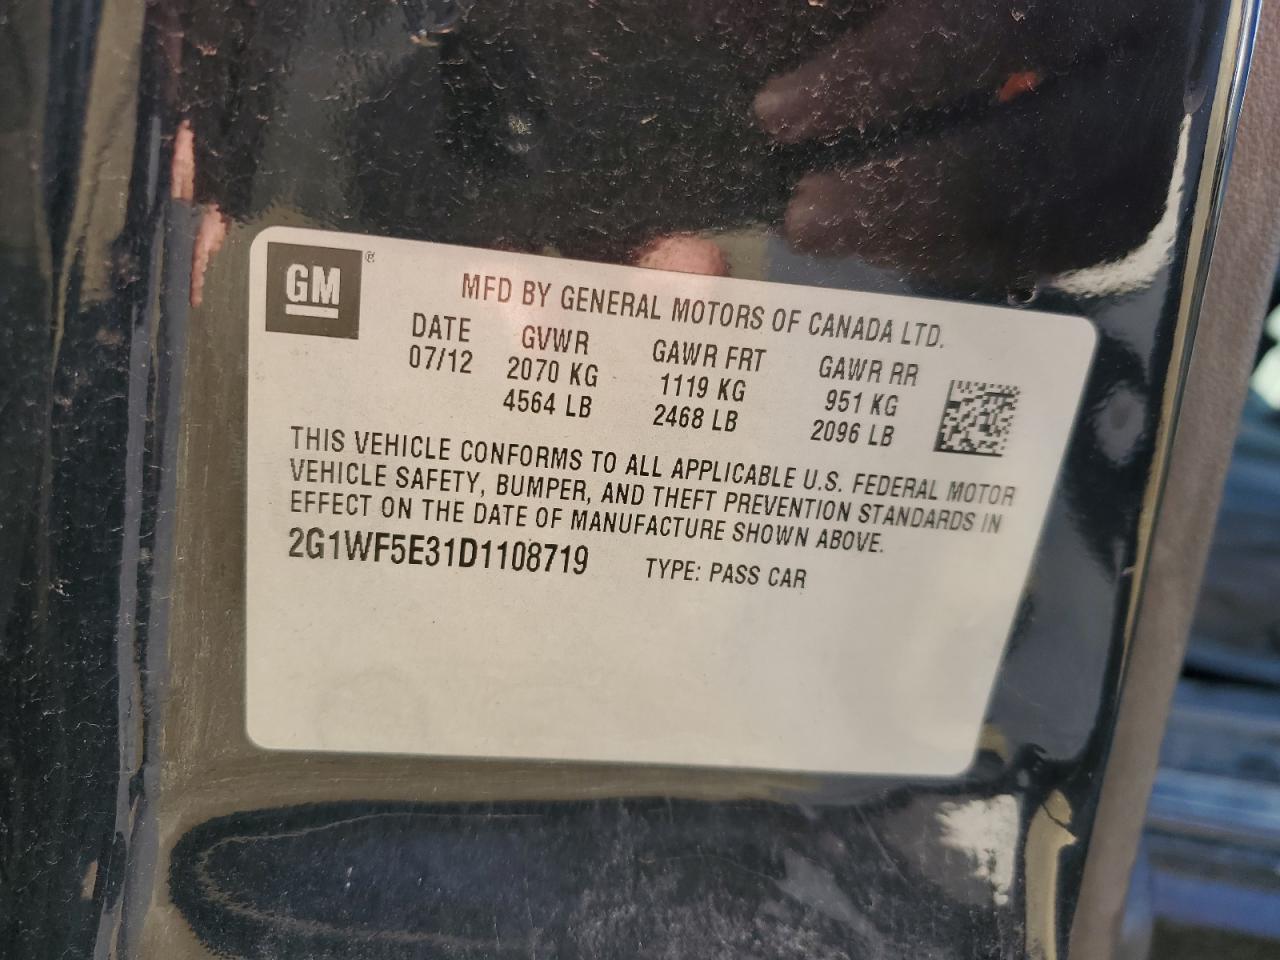 GM®
MFD BY GENERAL MOTORS OF CANADA LTD.
DATE GVWR GAWR FRT GAWR RR
07/12 2070 KG 1119 KG 951 KG
4564 LB 2468 LB 2096 LB
THIS VEHICLE CONFORMS TO ALL APPLICABLE U.S. FEDERAL MOTOR
VEHICLE SAFETY, BUMPER, AND THEFT PREVENTION STANDARDS IN
EFFECT ON THE DATE OF MANUFACTURE SHOWN ABOVE.
2G1WF5E31D1108719 TYPE: PASS CAR